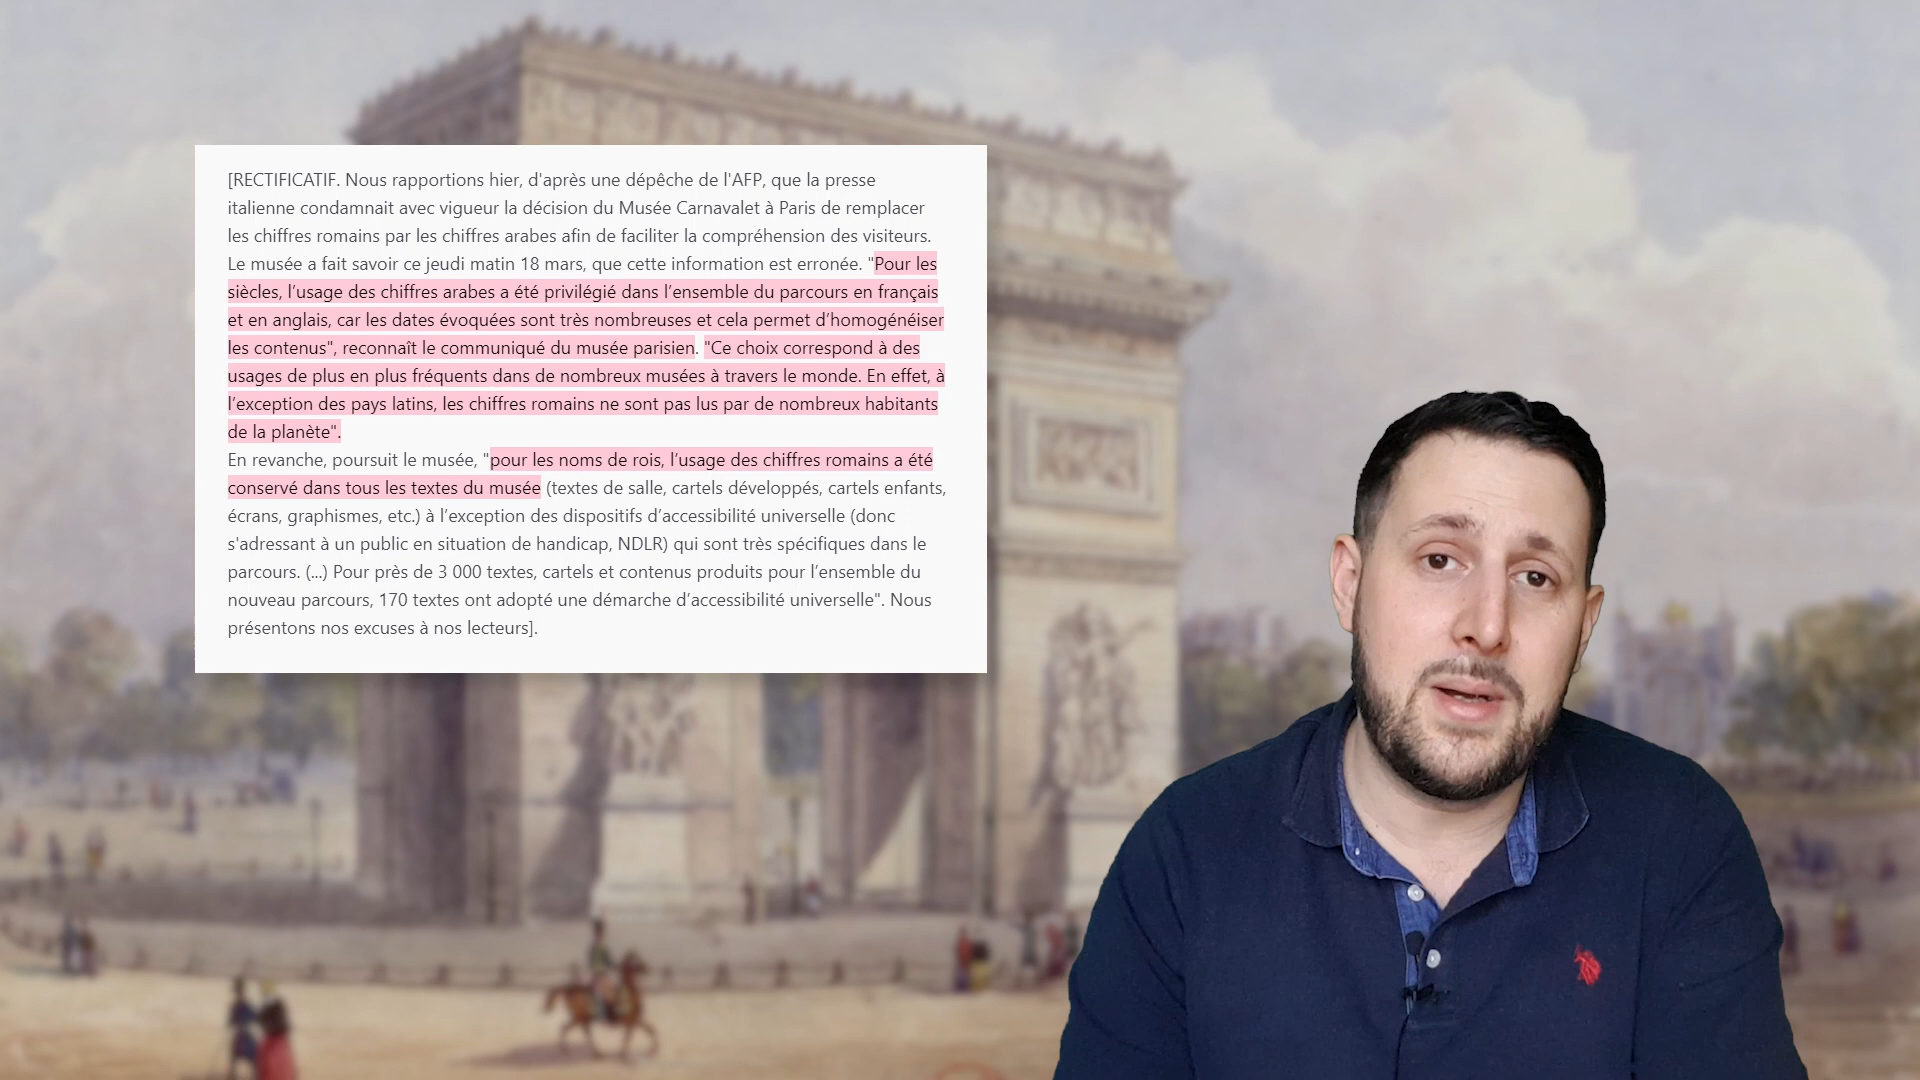 [RECTIFICATIF. Nous rapportions hier, d'après une dépêche de l'AFP, que la presse
italienne condamnait avec vigueur la décision du Musée Carnavalet à Paris de remplacer
les chiffres romains par les chiffres arabes afin de faciliter la compréhension des visiteurs.
Le musée a fait savoir ce jeudi matin 18 mars, que cette information est erronée. "Pour les
siècles, l’usage des chiffres arabes a été privilégié dans l’ensemble du parcours en français
et en anglais, car les dates évoquées sont très nombreuses et cela permet d’homogénéiser
les contenus", reconnaît le communiqué du musée parisien. "Ce choix correspond à des
usages de plus en plus fréquents dans de nombreux musées à travers le monde. En effet, à
l’exception des pays latins, les chiffres romains ne sont pas lus par de nombreux habitants
de la planète".
En revanche, poursuit le musée, "pour les noms de rois, l’usage des chiffres romains a été
conservé dans tous les textes du musée (textes de salle, cartels développés, cartels enfants,
écrans, graphismes, etc.) à l’exception des dispositifs d’accessibilité universelle (donc
s'adressant à un public en situation de handicap, NDLR) qui sont très spécifiques dans le
parcours. (...) Pour près de 3 000 textes, cartels et contenus produits pour l’ensemble du
nouveau parcours, 170 textes ont adopté une démarche d’accessibilité universelle". Nous
présentons nos excuses à nos lecteurs].